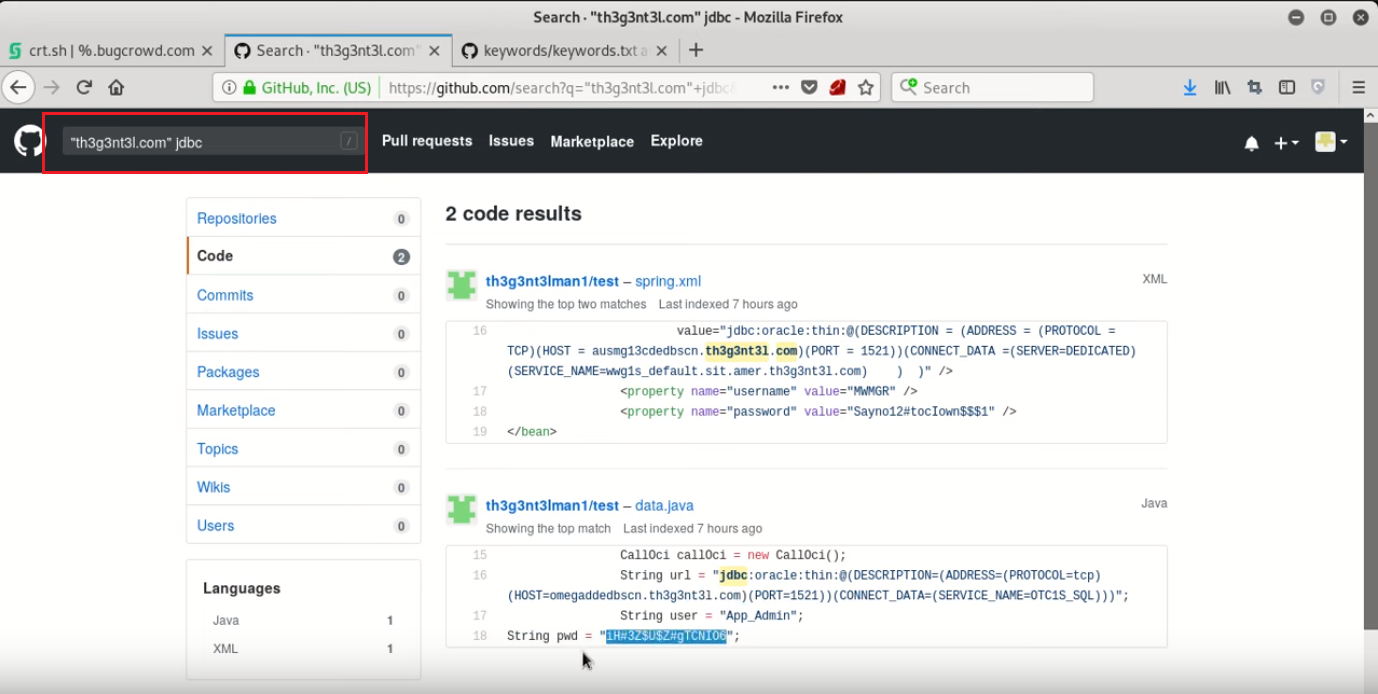 Search · "th3g3nt3l.com" jdbc - Mozilla Firefox
crt.sh | %.bugcrowd.com
Search · "th3g3nt3l.com"
keywords/keywords.txt a
GitHub, Inc. (US)
https://github.com/search?q="th3g3nt3l.com"+jdbc&
Search
"th3g3nt3l.com" jdbc
/
Pull requests
Issues
Marketplace
Explore
Repositories 0
Code 2
Commits 0
Issues 0
Packages 0
Marketplace 0
Topics 0
Wikis 0
Users 0
Languages
Java 1
XML 1
2 code results
th3g3nt3lman1/test – spring.xml
XML
Showing the top two matches Last indexed 7 hours ago
16 value="jdbc:oracle:thin:@(DESCRIPTION = (ADDRESS = (PROTOCOL =
TCP)(HOST = ausmg13cdedbscn.th3g3nt3l.com)(PORT = 1521))(CONNECT_DATA =(SERVER=DEDICATED)
(SERVICE_NAME=wwg1s_default.sit.amer.th3g3nt3l.com) ) )" />
17 <property name="username" value="MWMGR" />
18 <property name="password" value="Sayno12#tocIown$$$1" />
19 </bean>
th3g3nt3lman1/test – data.java
Java
Showing the top match Last indexed 7 hours ago
15 CallOci callOci = new CallOci();
16 String url = "jdbc:oracle:thin:@(DESCRIPTION=(ADDRESS=(PROTOCOL=tcp)
(HOST=omegaddedbscn.th3g3nt3l.com)(PORT=1521))(CONNECT_DATA=(SERVICE_NAME=OTC1S_SQL)))";
17 String user = "App_Admin";
18 String pwd = "iH#3Z$U$Z#gTCNIO6";